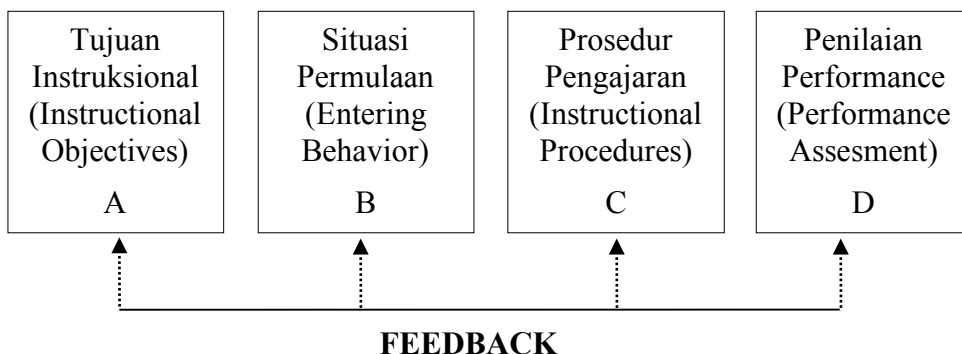 Tujuan
Instruksional
(Instructional
Objectives)
A
Situasi
Permulaan
(Entering
Behavior)
B
Prosedur
Pengajaran
(Instructional
Procedures)
C
Penilaian
Performance
(Performance
Assesment)
D
FEEDBACK